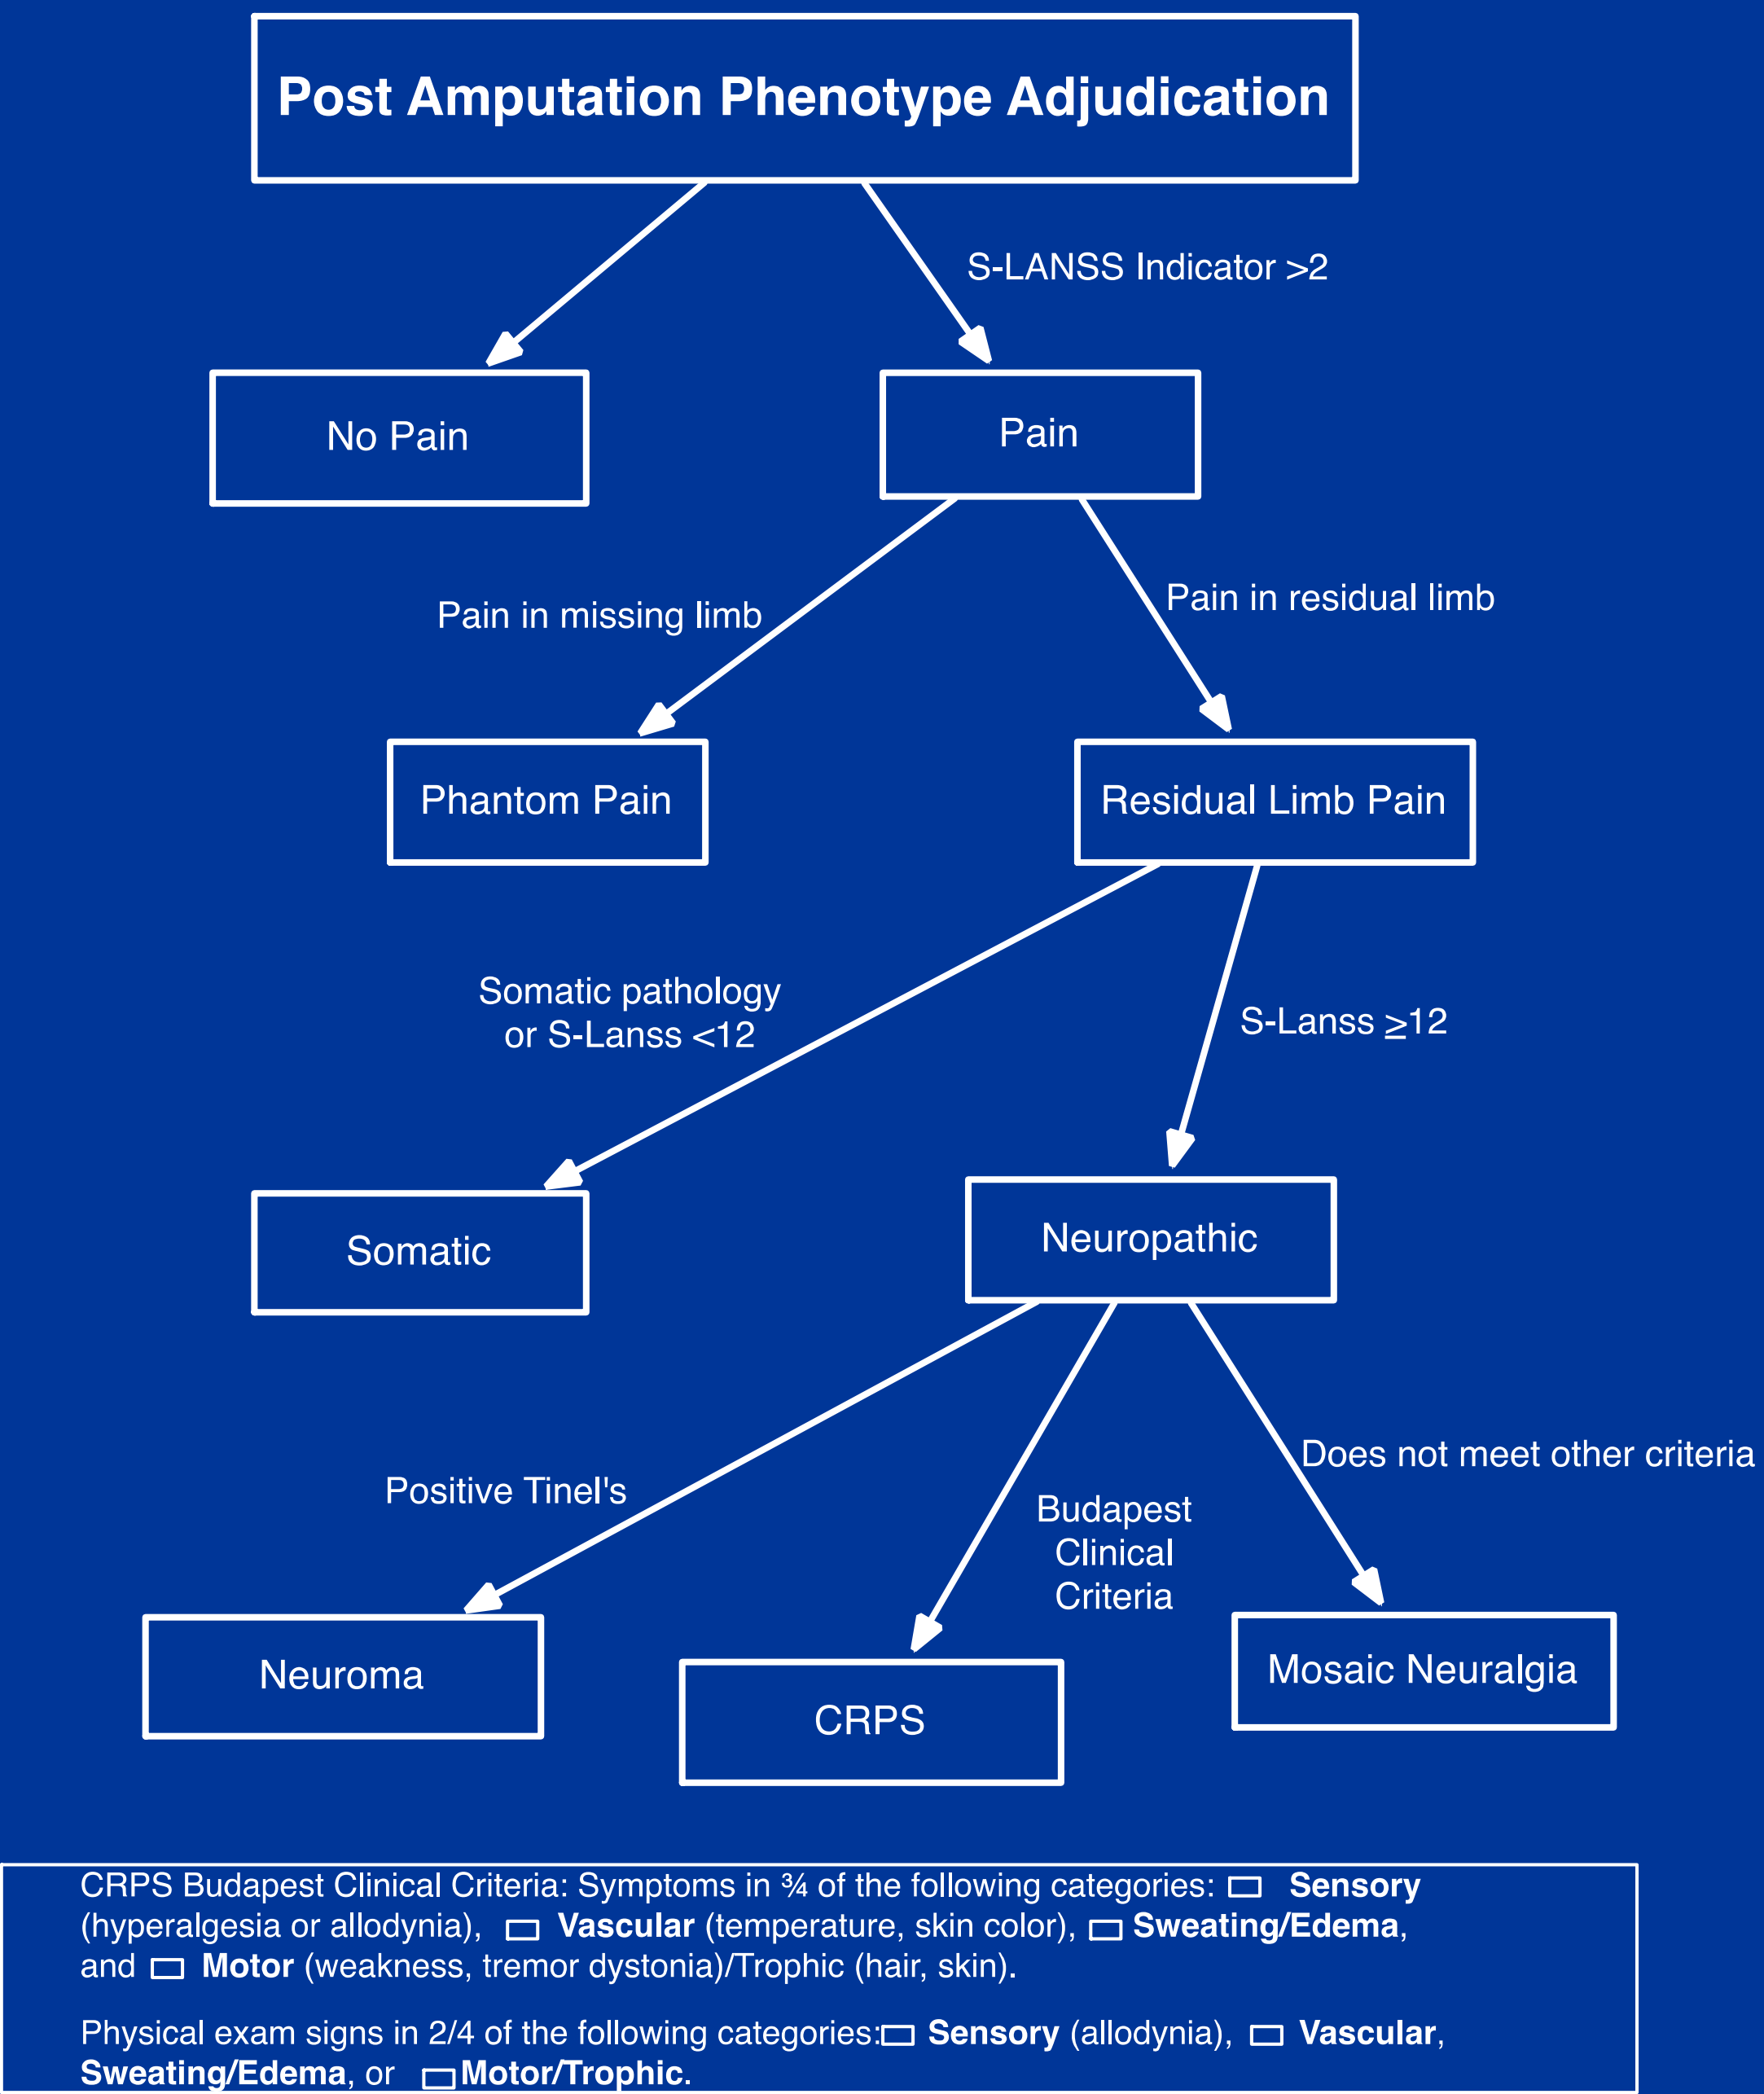 Post Amputation Phenotype Adjudication
S-LANSS Indicator >2
No Pain
Pain
Pain in missing limb
Pain in residual limb
Phantom Pain
Residual Limb Pain
Somatic pathology
or S-Lanss <12
S-Lanss ≥12
Somatic
Neuropathic
Positive Tinel's
Budapest
Clinical
Criteria
Does not meet other criteria
Neuroma
CRPS
Mosaic Neuralgia
CRPS Budapest Clinical Criteria: Symptoms in ¾ of the following categories: Sensory
(hyperalgesia or allodynia), Vascular (temperature, skin color), Sweating/Edema,
and Motor (weakness, tremor dystonia)/Trophic (hair, skin).
Physical exam signs in 2/4 of the following categories: Sensory (allodynia), Vascular,
Sweating/Edema, or Motor/Trophic.